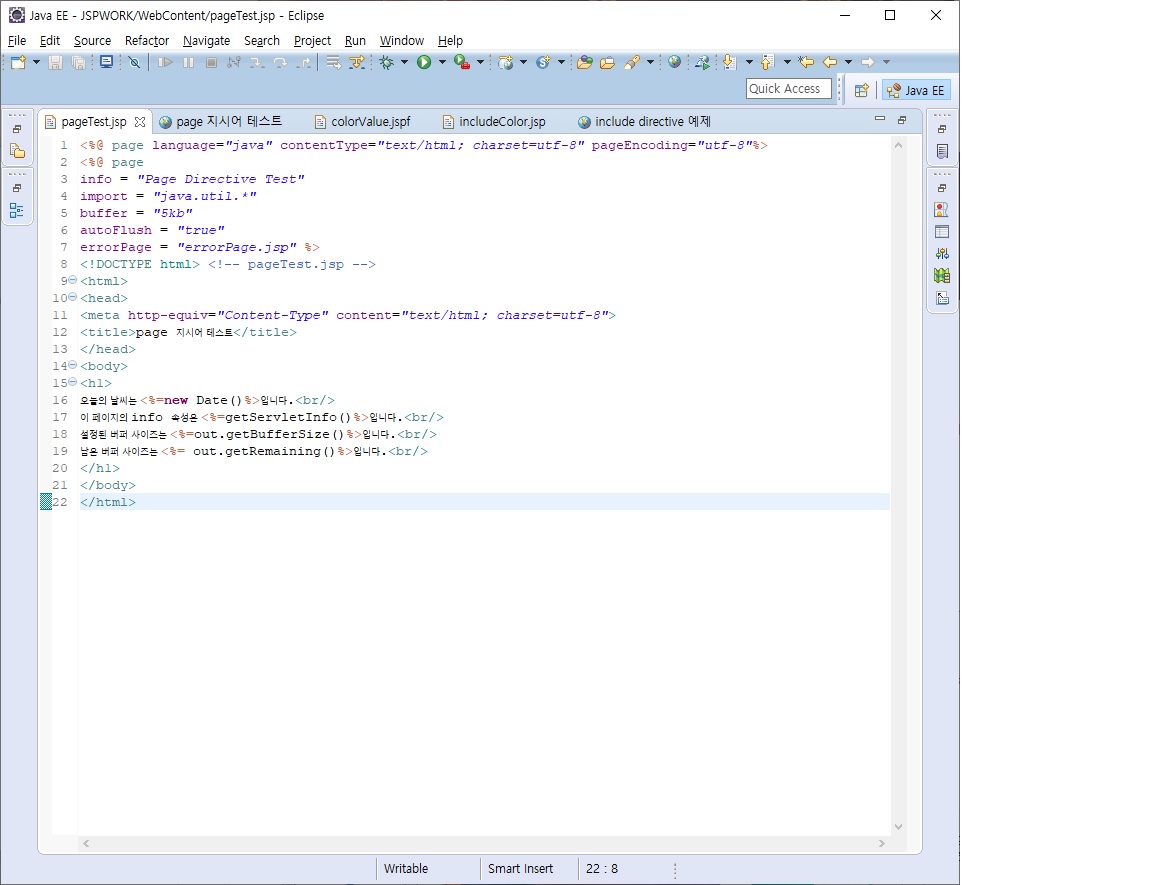 Java EE - JSPWORK/WebContent/pageTest.jsp - Eclipse
File Edit Source Refactor Navigate Search Project Run Window Help
Quick Access
Java EE
pageTest.jsp page 지시어 테스트 colorValue.jspf includeColor.jsp include directive 예제
1 <%@ page language="java" contentType="text/html; charset=utf-8" pageEncoding="utf-8"%>
2 <%@ page
3 info = "Page Directive Test"
4 import = "java.util.*"
5 buffer = "5kb"
6 autoFlush = "true"
7 errorPage = "errorPage.jsp" %>
8 <!DOCTYPE html> <!-- pageTest.jsp -->
9 <html>
10 <head>
11 <meta http-equiv="Content-Type" content="text/html; charset=utf-8">
12 <title>page 지시어 테스트</title>
13 </head>
14 <body>
15 <h1>
16 오늘의 날씨는 <%=new Date()%>입니다.<br/>
17 이 페이지의 info 속성은 <%=getServletInfo()%>입니다.<br/>
18 설정된 버퍼 사이즈는 <%=out.getBufferSize()%>입니다.<br/>
19 남은 버퍼 사이즈는 <%= out.getRemaining()%>입니다.<br/>
20 </h1>
21 </body>
22 </html>
Writable Smart Insert 22 : 8